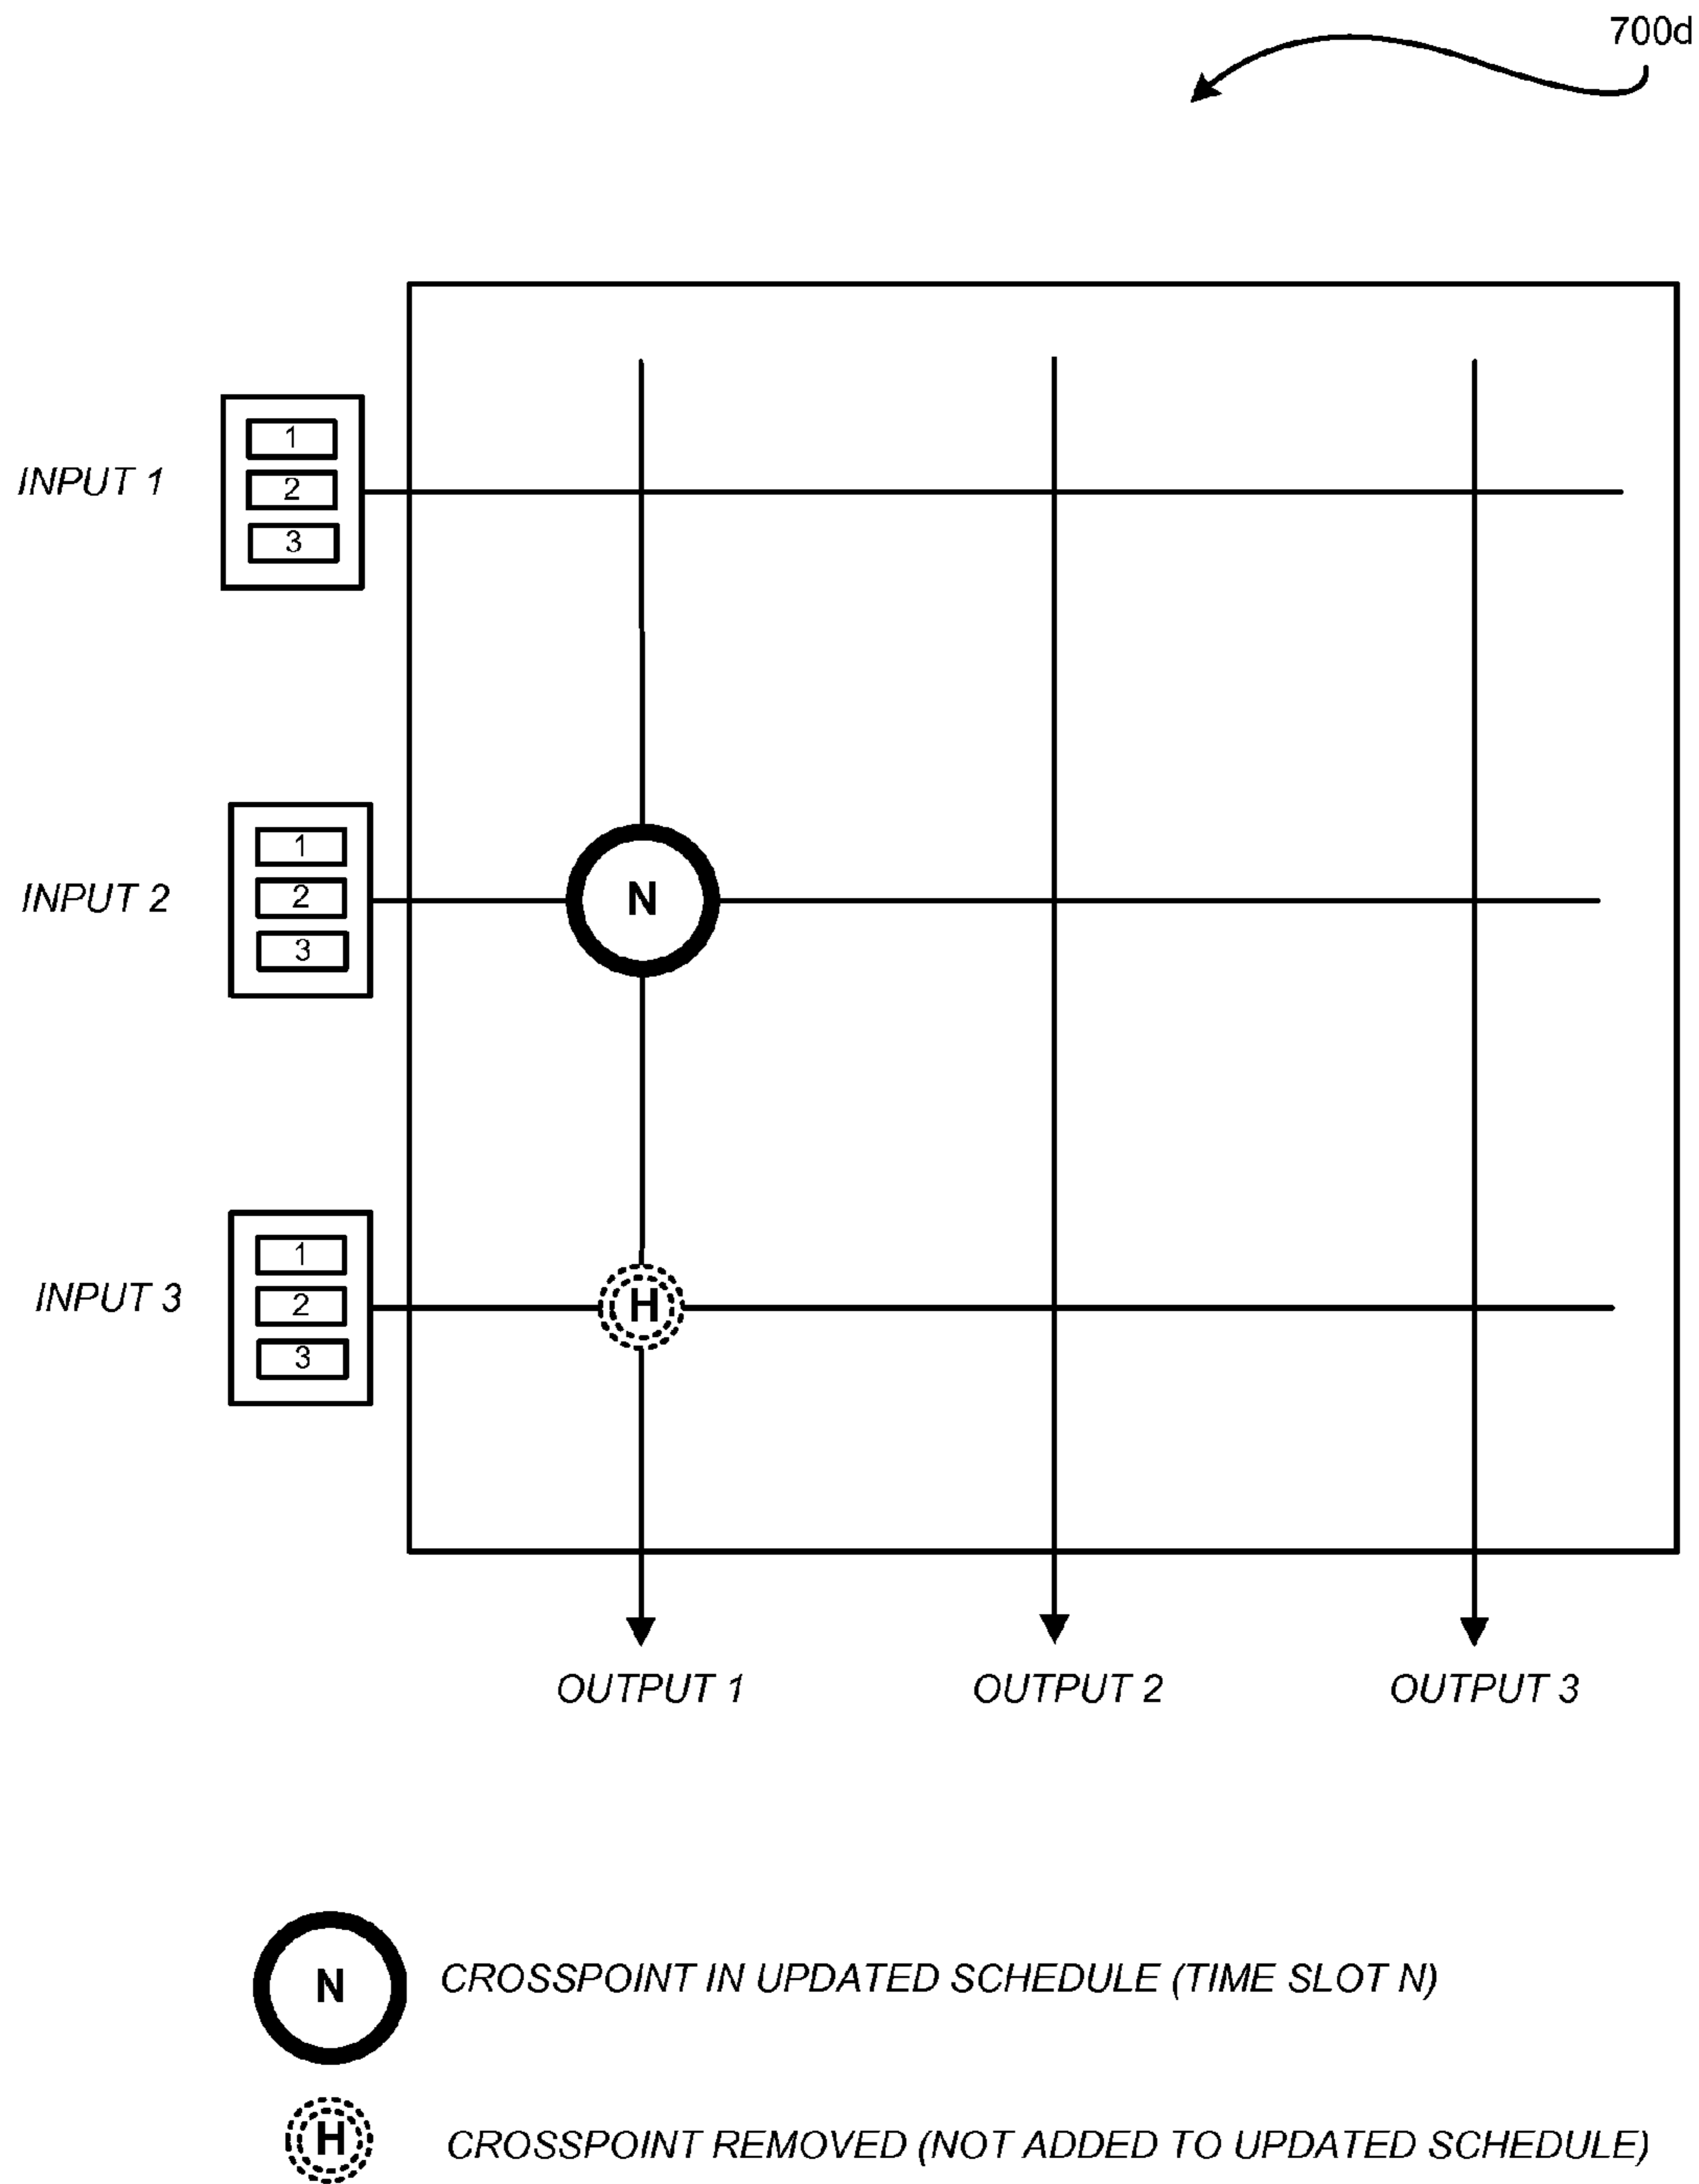 700d
INPUT 1
1
2
3
INPUT 2
1
2
3
N
INPUT 3
1
2
3
H
OUTPUT 1
OUTPUT 2
OUTPUT 3
N
CROSSPOINT IN UPDATED SCHEDULE (TIME SLOT N)
H
CROSSPOINT REMOVED (NOT ADDED TO UPDATED SCHEDULE)